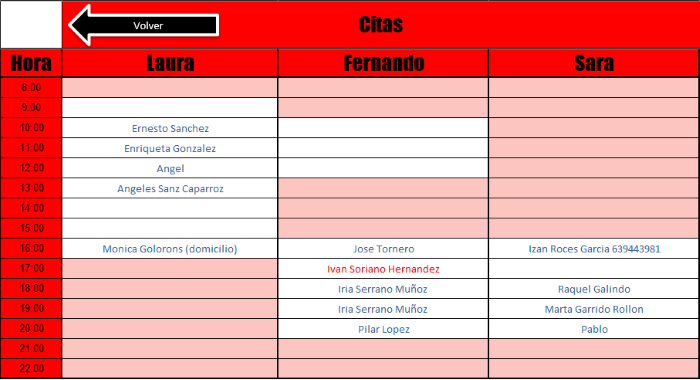 Volver Citas
Hora Laura Fernando Sara
8:00
9:00
10:00 Ernesto Sanchez
11:00 Enriqueta Gonzalez
12:00 Angel
13:00 Angeles Sanz Caparroz
14:00
15:00
16:00 Monica Golorons (domicilio) Jose Tornero Izan Roces Garcia 639443981
17:00 Ivan Soriano Hernandez
18:00 Iria Serrano Muñoz Raquel Galindo
19:00 Iria Serrano Muñoz Marta Garrido Rollon
20:00 Pilar Lopez Pablo
21:00
22:00